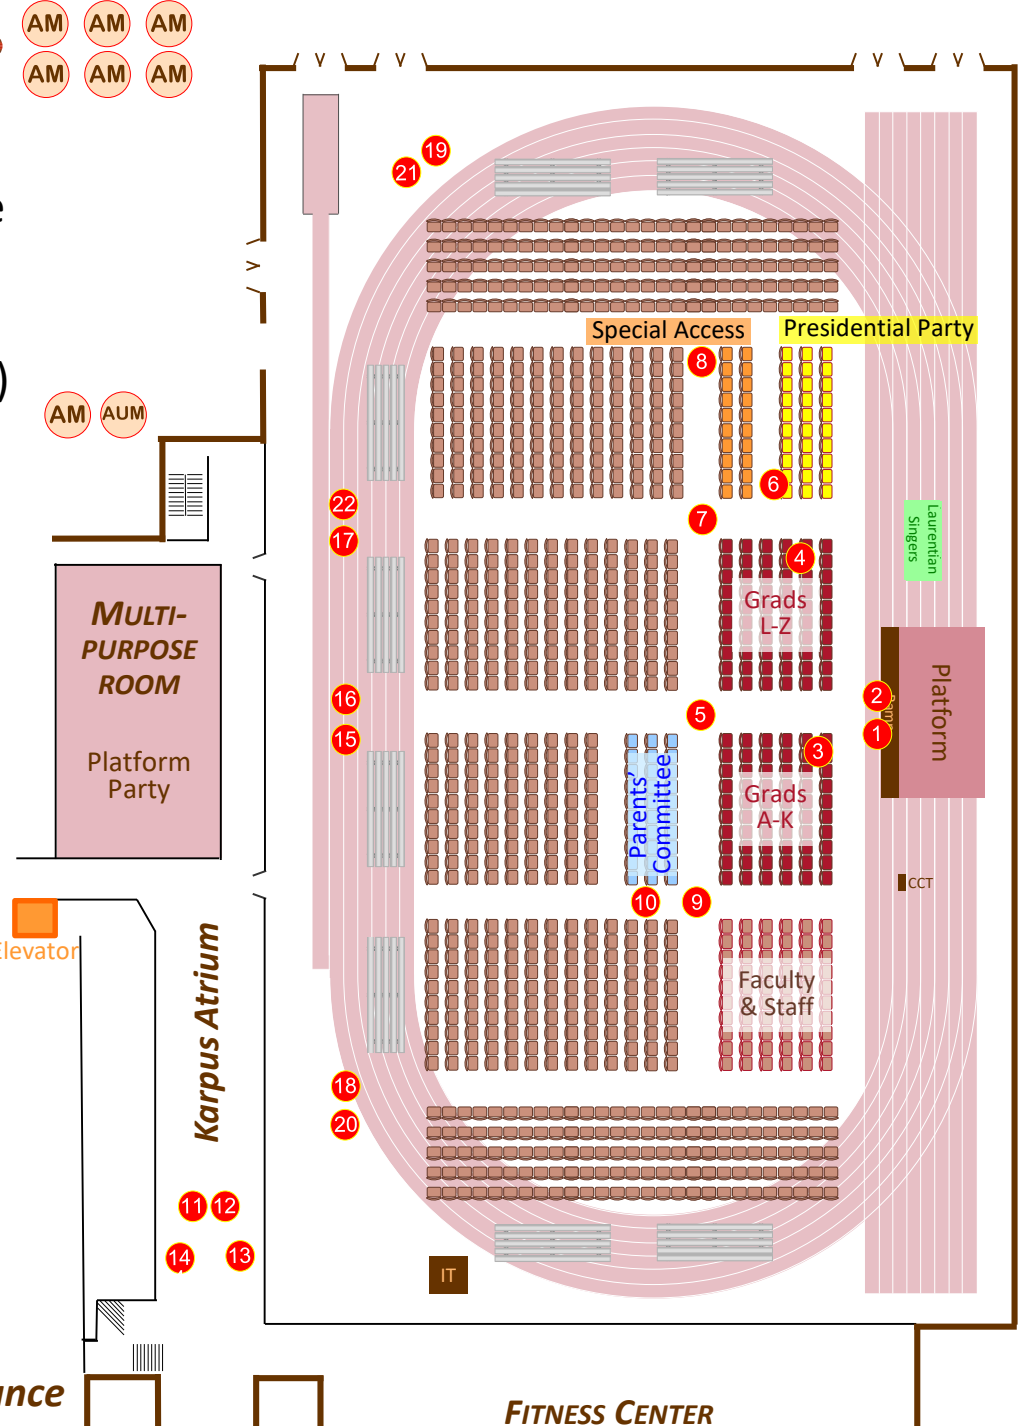 AM AM AM
AM AM AM
e
19
21
Special Access
Presidential Party
8
)
AM AUM
6
22
7
17
Laurentian
Singers
4
MULTI-
PURPOSE
ROOM
Grads
L-Z
Platform
Party
16
15
5
2
1
Platform
3
Parents'
Committee
Grads
A-K
CCT
10
9
Elevator
Karpus Atrium
Faculty
& Staff
18
20
11
12
14
13
IT
ance
FITNESS CENTER